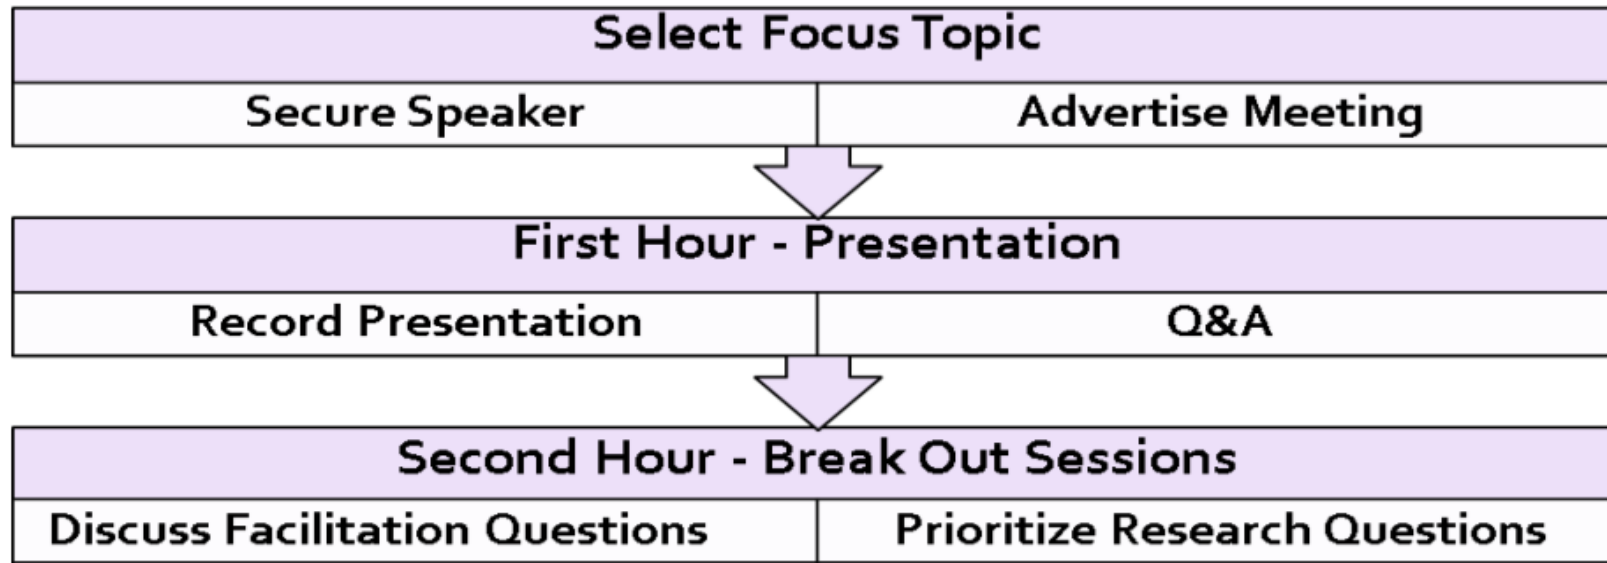 Select Focus Topic
Secure Speaker
Advertise Meeting
First Hour - Presentation
Record Presentation
Q&A
Second Hour - Break Out Sessions
Discuss Facilitation Questions
Prioritize Research Questions